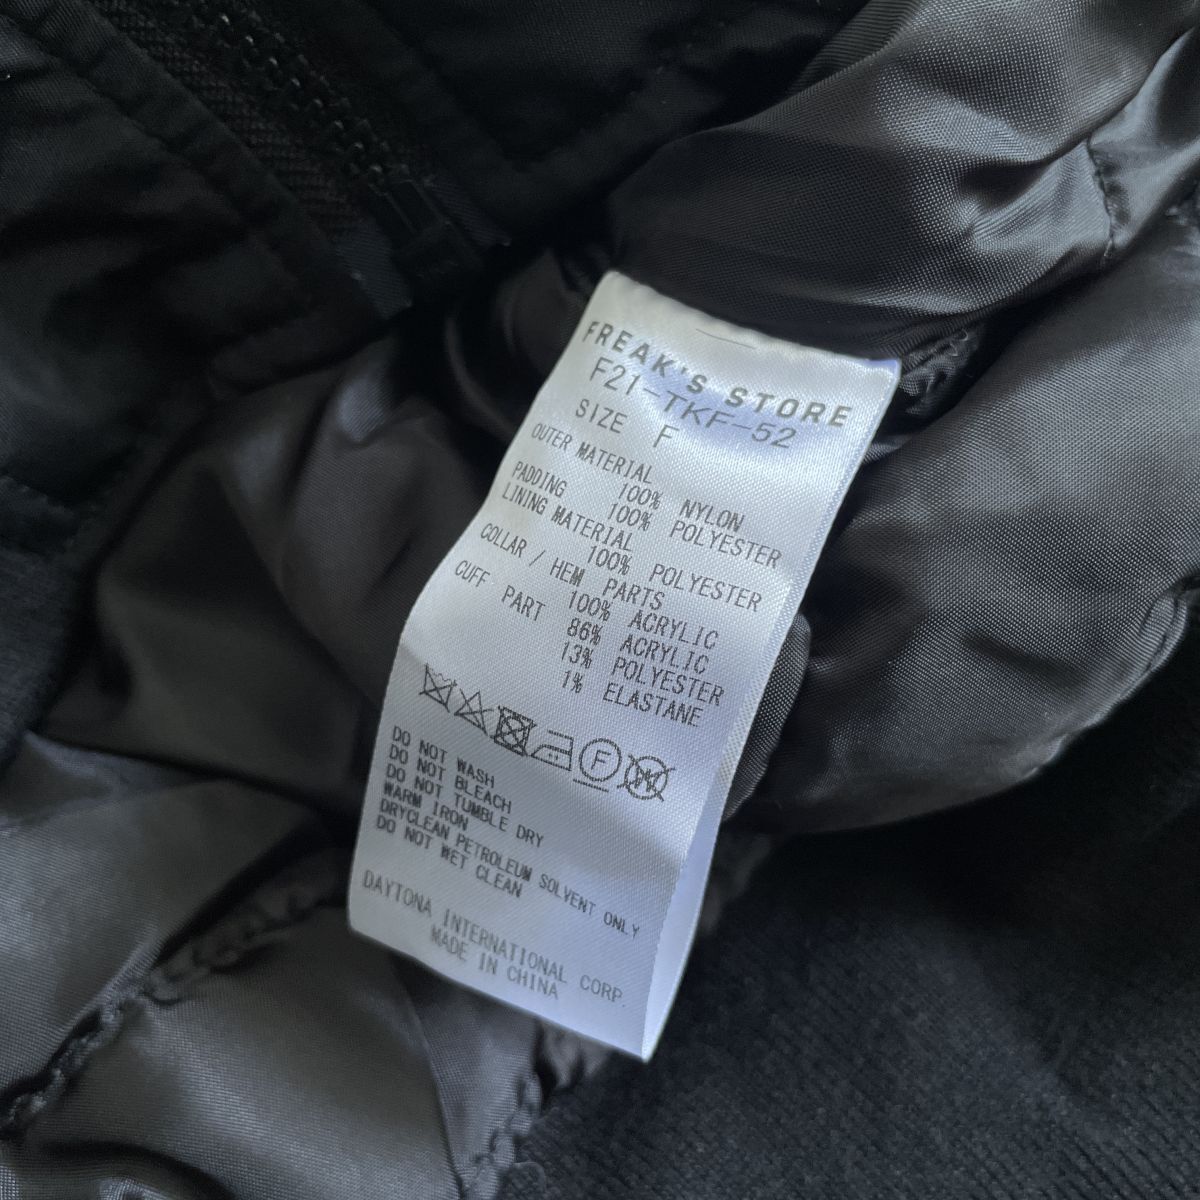 FREAK'S STORE
F21-TKF-52
SIZE F
OUTER MATERIAL
100% NYLON
PADDING 100% POLYESTER
LINING MATERIAL
100% POLYESTER
COLLAR / HEM PARTS
100% ACRYLIC
CUFF PART 86% ACRYLIC
13% POLYESTER
1% ELASTANE
F W
DO NOT WASH
DO NOT BLEACH
DO NOT TUMBLE DRY
WARM IRON
DRYCLEAN PETROLEUM SOLVENT ONLY
DO NOT WET CLEAN
DAYTONA INTERNATIONAL CORP.
MADE IN CHINA